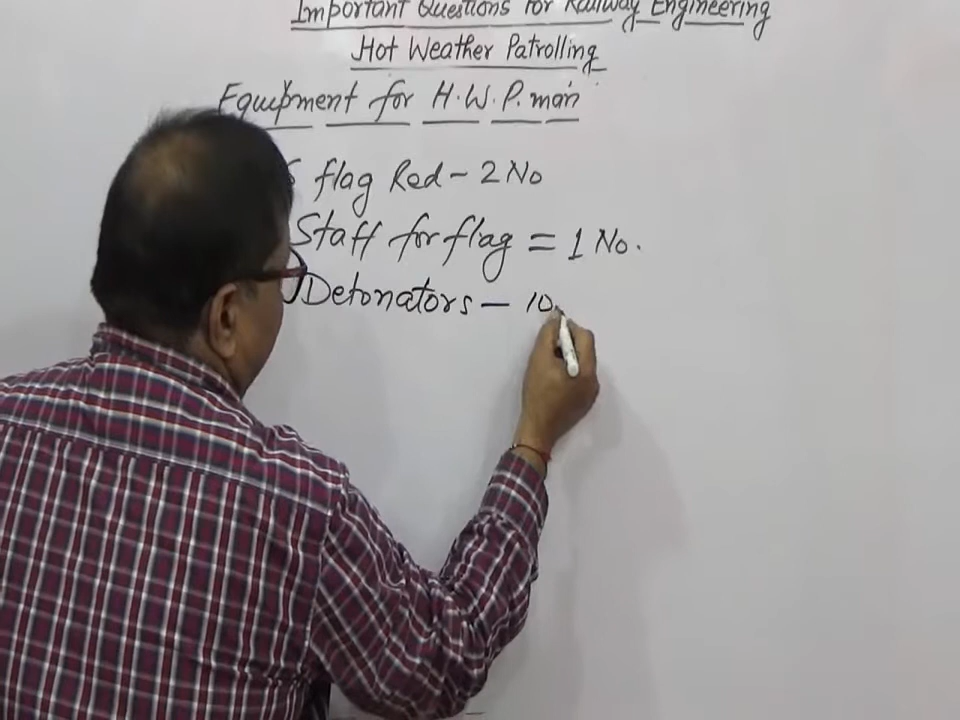 Important Questions for Railway Engineering
Hot Weather Patrolling
Equipment for H.W.P.man
flag Red - 2 No
Staff for flag = 1 No.
Detonators - 10